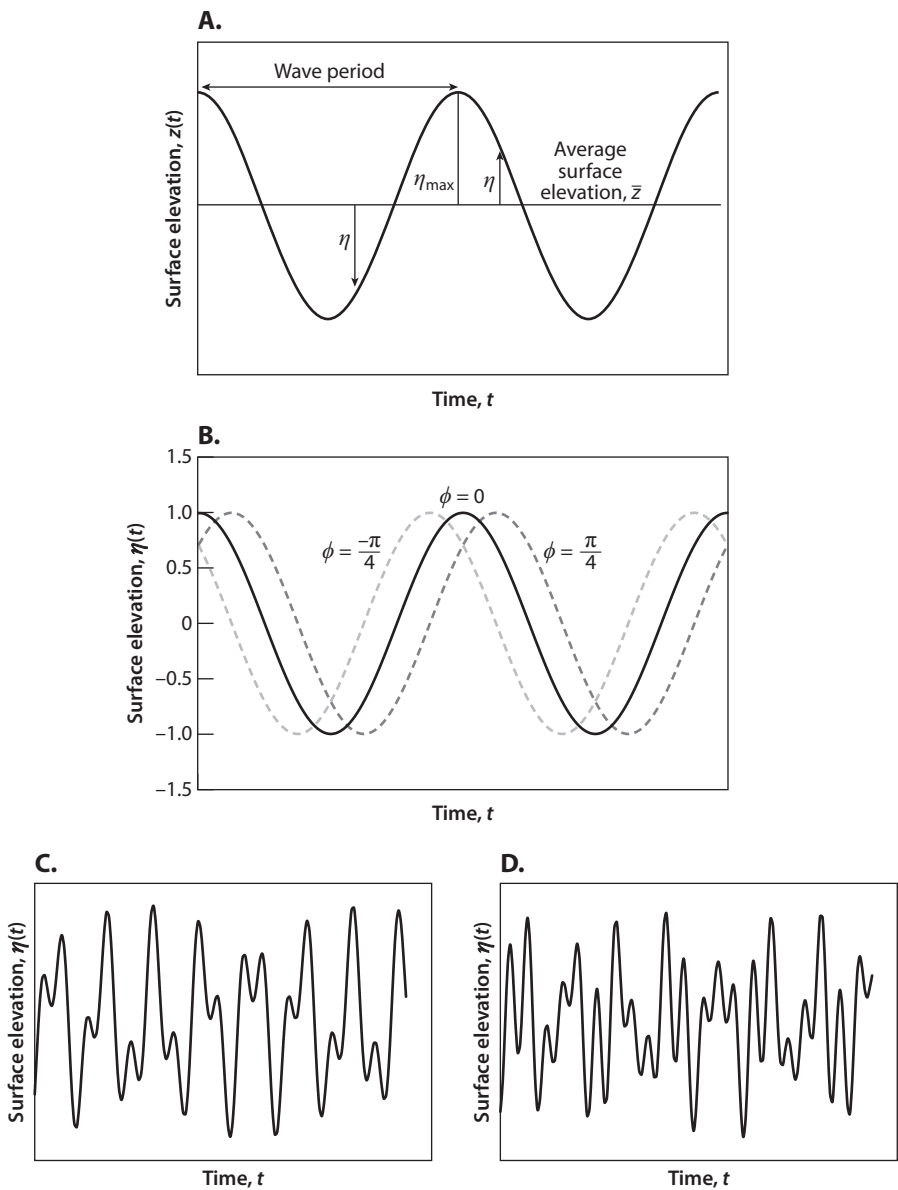 A.
Wave period
Surface elevation, z(t)
η_max
η
η
Average
surface
elevation, z̄
Time, t
B.
1.5
1.0
0.5
0
−0.5
−1.0
−1.5
Surface elevation, η(t)
ϕ = 0
ϕ = −π/4
ϕ = π/4
Time, t
C.
Surface elevation, η(t)
Time, t
D.
Surface elevation, η(t)
Time, t